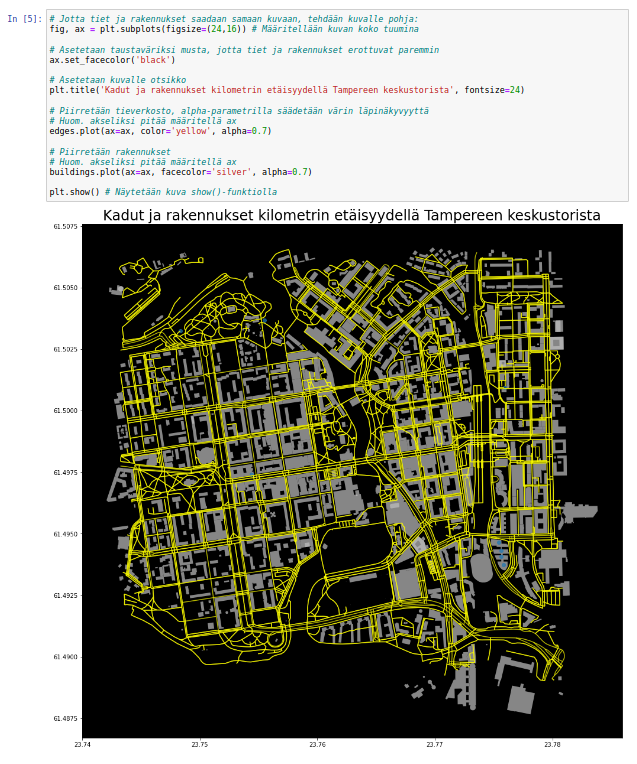 In [5]:
# Jotta tiet ja rakennukset saadaan samaan kuvaan, tehdään kuvalle pohja:
fig, ax = plt.subplots(figsize=(24,16)) # Määritellään kuvan koko tuumina
# Asetetaan taustaväriksi musta, jotta tiet ja rakennukset erottuvat paremmin
ax.set_facecolor('black')
# Asetetaan kuvalle otsikko
plt.title('Kadut ja rakennukset kilometrin etäisyydellä Tampereen keskustorista', fontsize=24)
# Piirretään tieverkosto, alpha-parametrilla säädetään värin läpinäkyvyyttä
# Huom. akseliksi pitää määritellä ax
edges.plot(ax=ax, color='yellow', alpha=0.7)
# Piirretään rakennukset
# Huom. akseliksi pitää määritellä ax
buildings.plot(ax=ax, facecolor='silver', alpha=0.7)
plt.show() # Näytetään kuva show()-funktiolla
Kadut ja rakennukset kilometrin etäisyydellä Tampereen keskustorista
61.5075
61.5050
61.5025
61.5000
61.4975
61.4950
61.4925
61.4900
61.4875
23.74 23.75 23.76 23.77 23.78